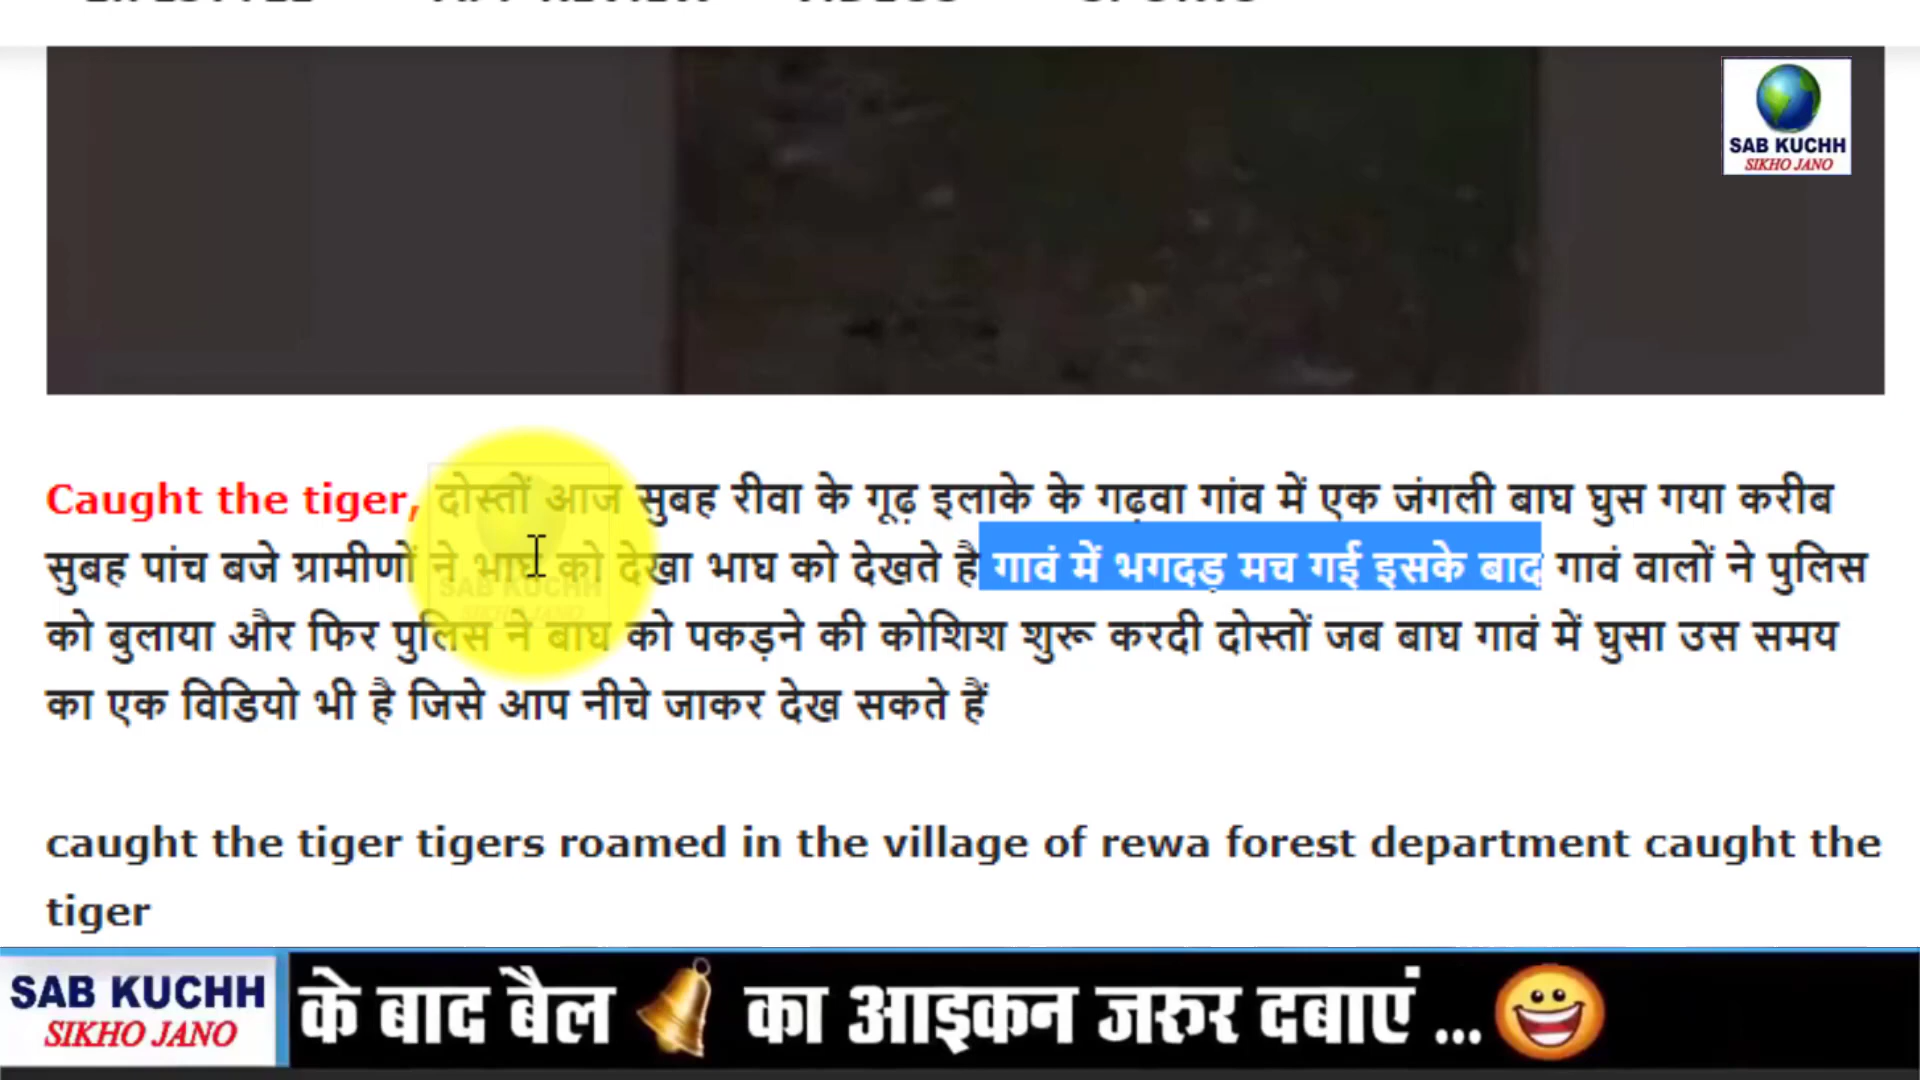 SAB KUCHH
SIKHO JANO
Caught the tiger, दोस्तों आज सुबह रीवा के गूढ़ इलाके के गढ़वा गांव में एक जंगली बाघ घुस गया करीब
सुबह पांच बजे ग्रामीणों ने भाघ को देखा भाघ को देखते है गावं में भगदड़ मच गई इसके बाद गावं वालों ने पुलिस
को बुलाया और फिर पुलिस ने बाघ को पकड़ने की कोशिश शुरू करदी दोस्तों जब बाघ गावं में घुसा उस समय
का एक विडियो भी है जिसे आप नीचे जाकर देख सकते हैं
caught the tiger tigers roamed in the village of rewa forest department caught the
tiger
SAB KUCHH
SIKHO JANO
के बाद बैल का आइकन जरुर दबाएं ...